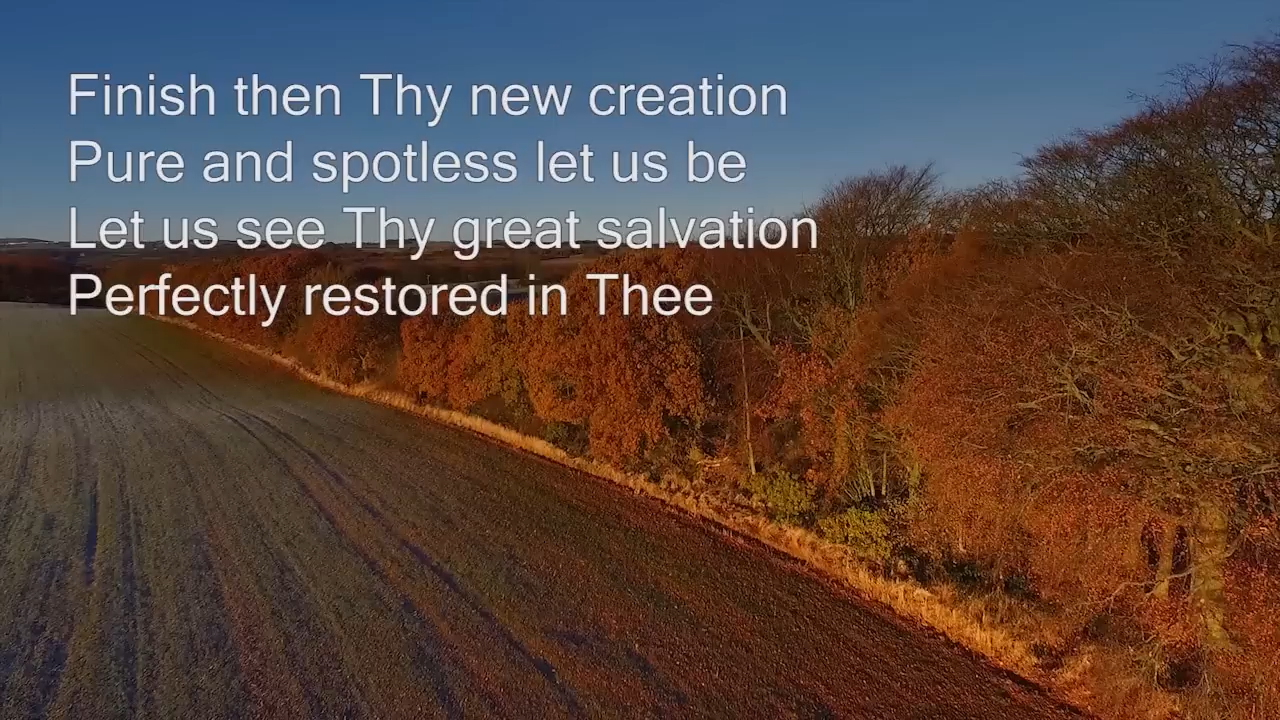 Finish then Thy new creation
Pure and spotless let us be
Let us see Thy great salvation
Perfectly restored in Thee